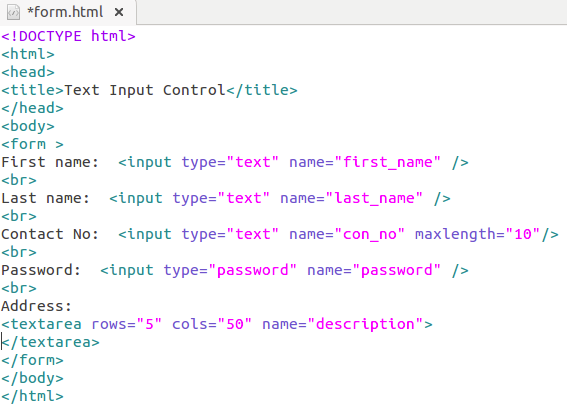 *form.html ×
<!DOCTYPE html>
<html>
<head>
<title>Text Input Control</title>
</head>
<body>
<form >
First name:  <input type="text" name="first_name" />
<br>
Last name:  <input type="text" name="last_name" />
<br>
Contact No:  <input type="text" name="con_no" maxlength="10"/>
<br>
Password:  <input type="password" name="password" />
<br>
Address:
<textarea rows="5" cols="50" name="description">
</textarea>
</form>
</body>
</html>